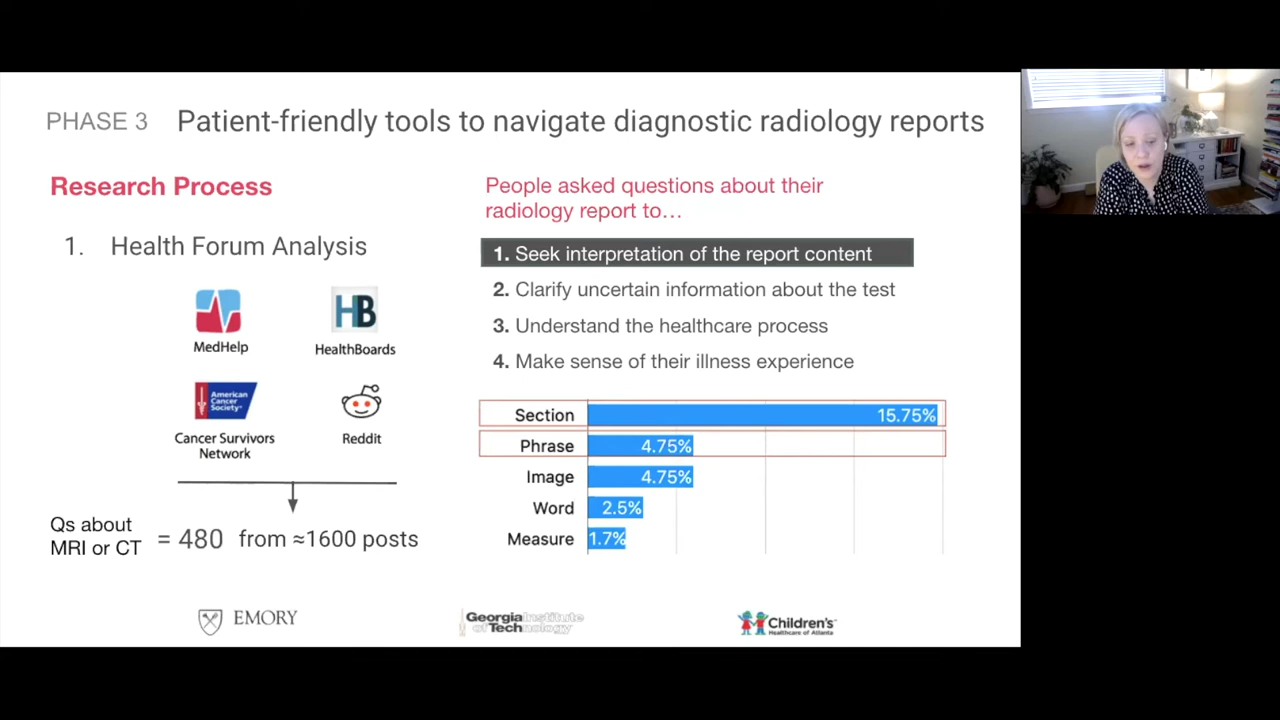 PHASE 3 Patient-friendly tools to navigate diagnostic radiology reports
Research Process
1. Health Forum Analysis
MedHelp
HB
HealthBoards
American
Cancer
Society
Cancer Survivors
Network
Reddit
Qs about
MRI or CT
= 480 from ≈1600 posts
People asked questions about their
radiology report to…
1. Seek interpretation of the report content
2. Clarify uncertain information about the test
3. Understand the healthcare process
4. Make sense of their illness experience
Section 15.75%
Phrase 4.75%
Image 4.75%
Word 2.5%
Measure 1.7%
EMORY
Georgia Institute
of Technology
Children's
Healthcare of Atlanta